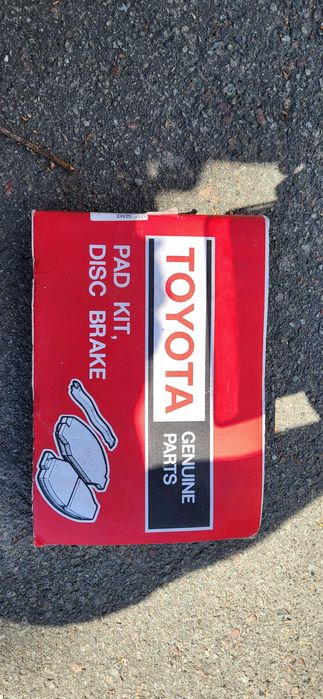 TOYOTA
GENUINE
PARTS
PAD KIT,
DISC BRAKE